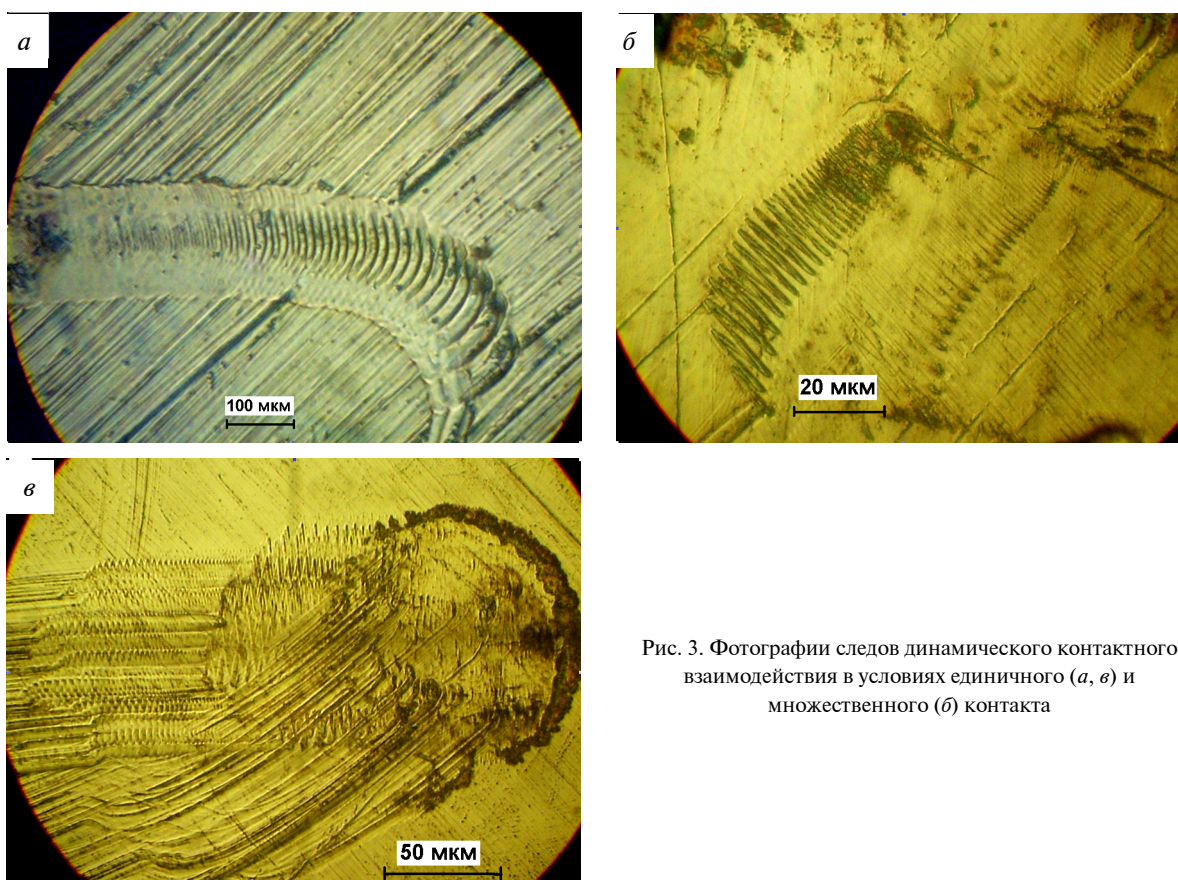 а
б
100 мкм
20 мкм
в
50 мкм
Рис. 3. Фотографии следов динамического контактного
взаимодействия в условиях единичного (а, в) и
множественного (б) контакта